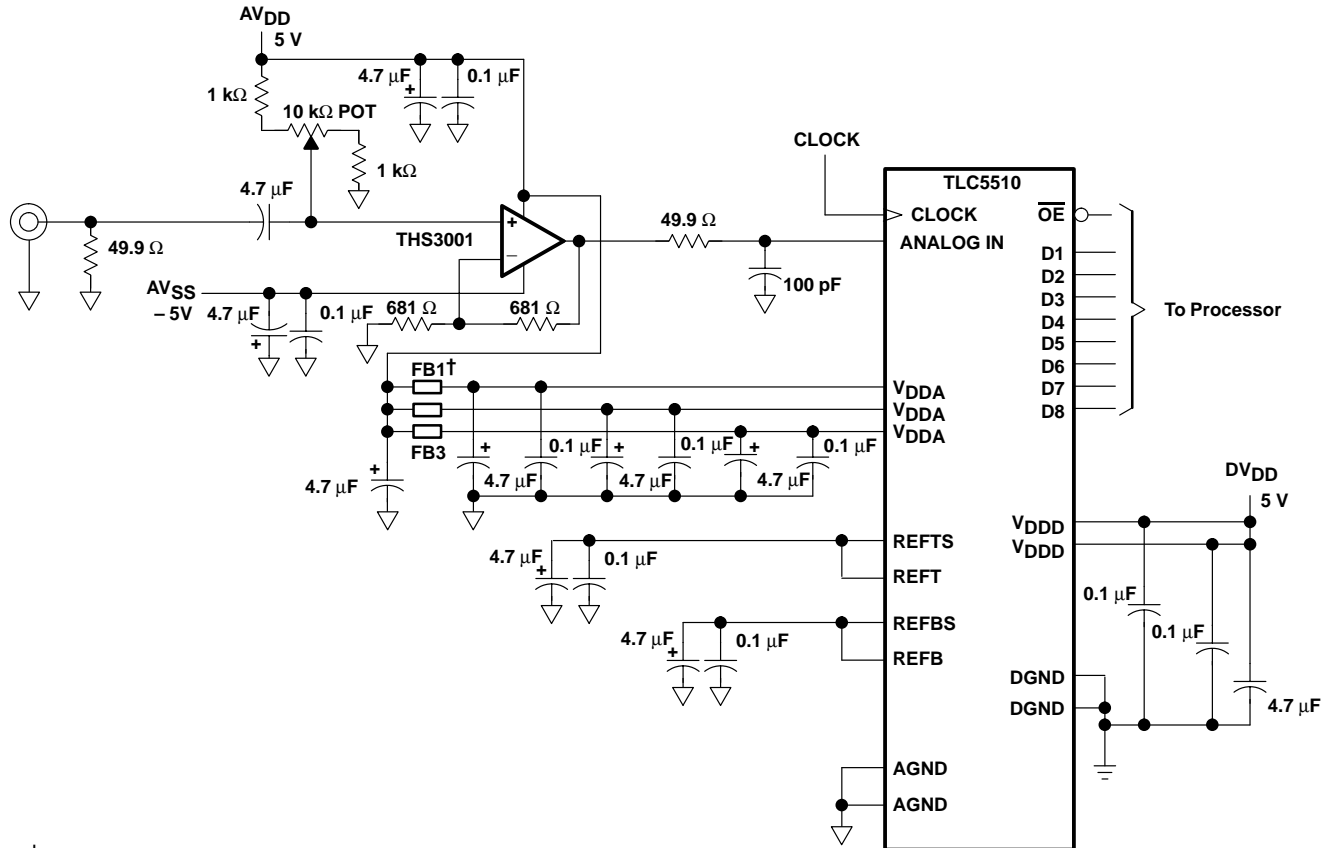 AVDD
5 V
4.7 μF
+
0.1 μF
1 kΩ
10 kΩ POT
1 kΩ
CLOCK
TLC5510
4.7 μF
CLOCK
OE
+
−
THS3001
49.9 Ω
ANALOG IN
49.9 Ω
100 pF
D1
D2
D3
D4
D5
D6
D7
D8
To Processor
AVSS
– 5V
4.7 μF
+
0.1 μF
681 Ω
681 Ω
FB1†
VDDA
VDDA
VDDA
FB3
+
0.1 μF
+
0.1 μF
+
0.1 μF
4.7 μF
+
4.7 μF
4.7 μF
4.7 μF
DVDD
5 V
VDDD
VDDD
REFTS
REFT
4.7 μF
+
0.1 μF
REFBS
REFB
4.7 μF
+
0.1 μF
0.1 μF
0.1 μF
4.7 μF
DGND
DGND
AGND
AGND